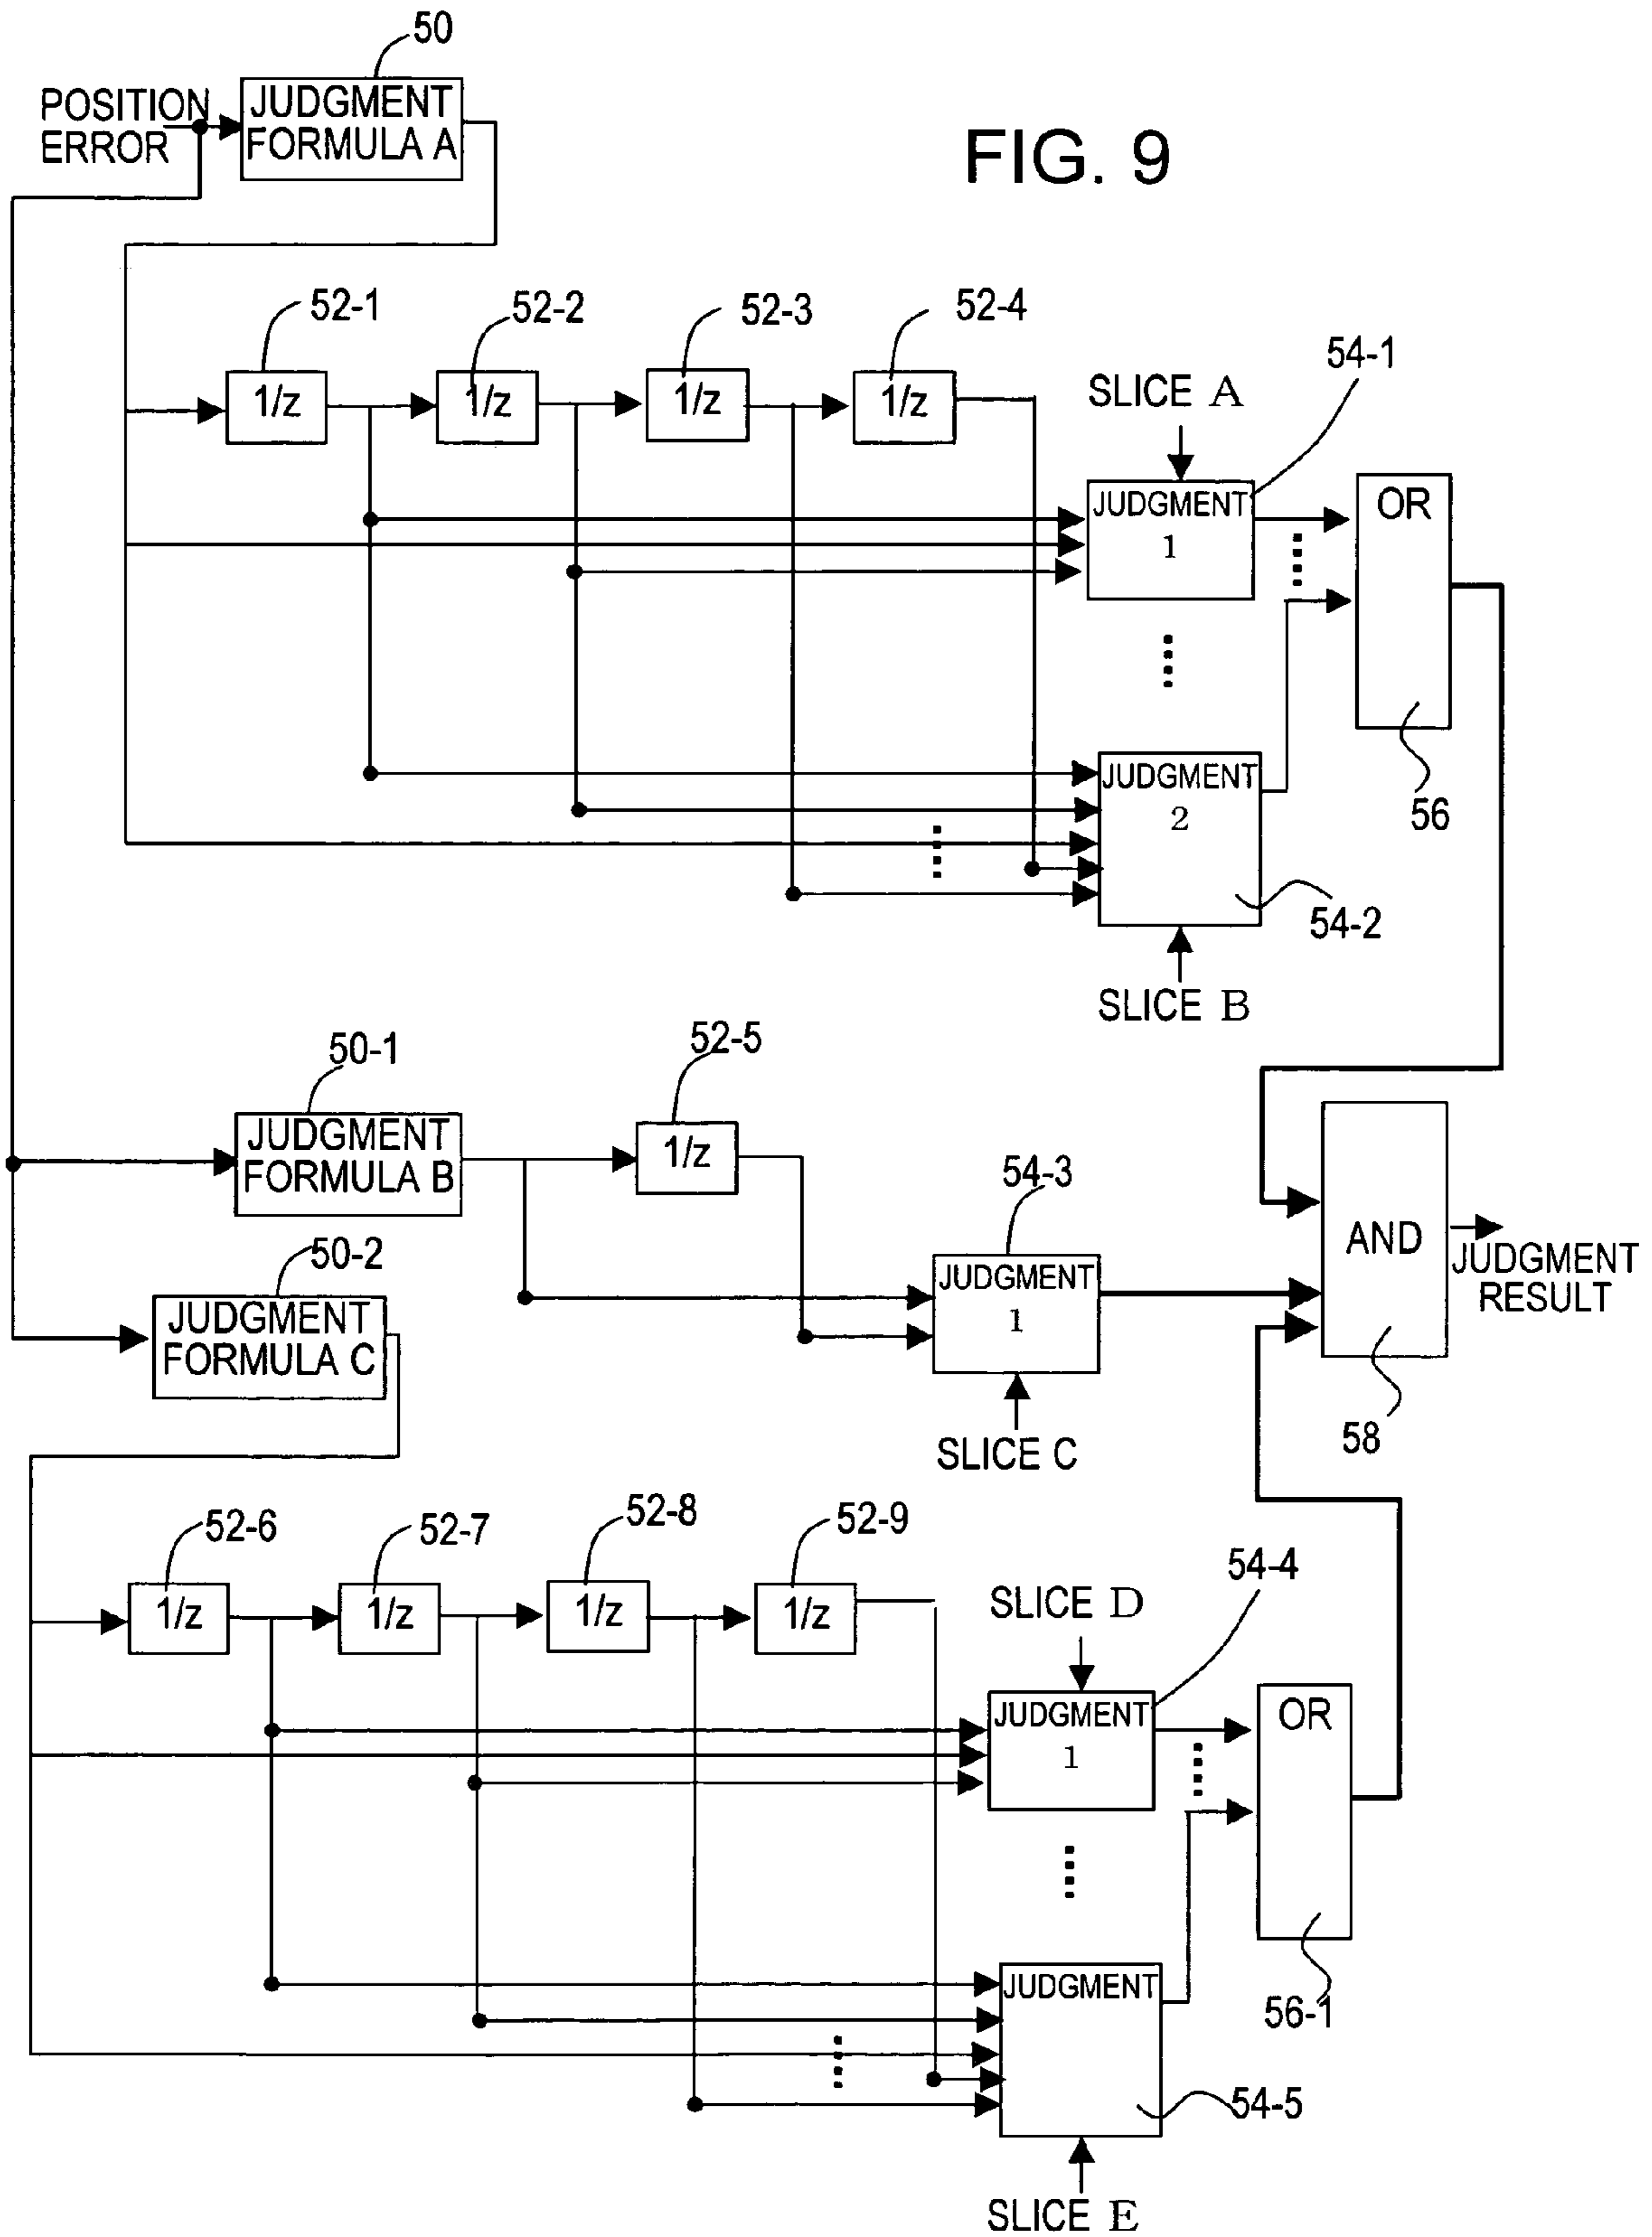 50
POSITION
ERROR
JUDGMENT
FORMULA A
FIG. 9
52-1
52-2
52-3
52-4
1/z
1/z
1/z
1/z
SLICE A
54-1
JUDGMENT
1
OR
56
JUDGMENT
2
54-2
SLICE B
50-1
JUDGMENT
FORMULA B
52-5
1/z
54-3
JUDGMENT
1
SLICE C
AND
JUDGMENT
RESULT
58
50-2
JUDGMENT
FORMULA C
52-6
52-7
52-8
52-9
1/z
1/z
1/z
1/z
SLICE D
54-4
JUDGMENT
1
OR
56-1
JUDGMENT
54-5
SLICE E